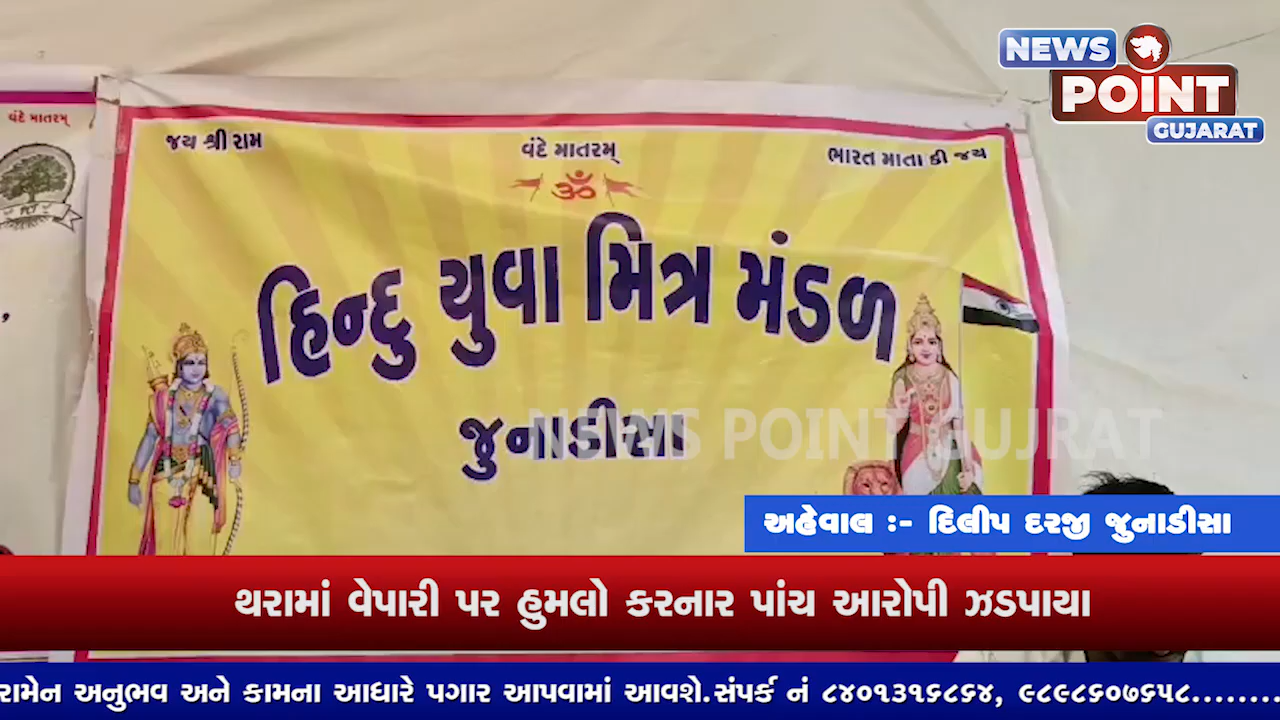 NEWS
POINT
GUJARAT
વંદે માતરમ્
જય શ્રી રામ
વંદે માતરમ્
ભારત માતા કી જય
ૐ
હિન્દુ યુવા મિત્ર મંડળ
જુનાડીસા
NEWS POINT GUJRAT
અહેવાલ :- દિલીપ દરજી જુનાડીસા
થરામાં વેપારી પર હુમલો કરનાર પાંચ આરોપી ઝડપાયા
રામેન અનુભવ અને કામના આધારે પગાર આપવામાં આવશે.સંપર્ક નં ૮૪૦૧૩૧૬૮૬૪, ૯૮૯૮૬૦૭૬૫૮........